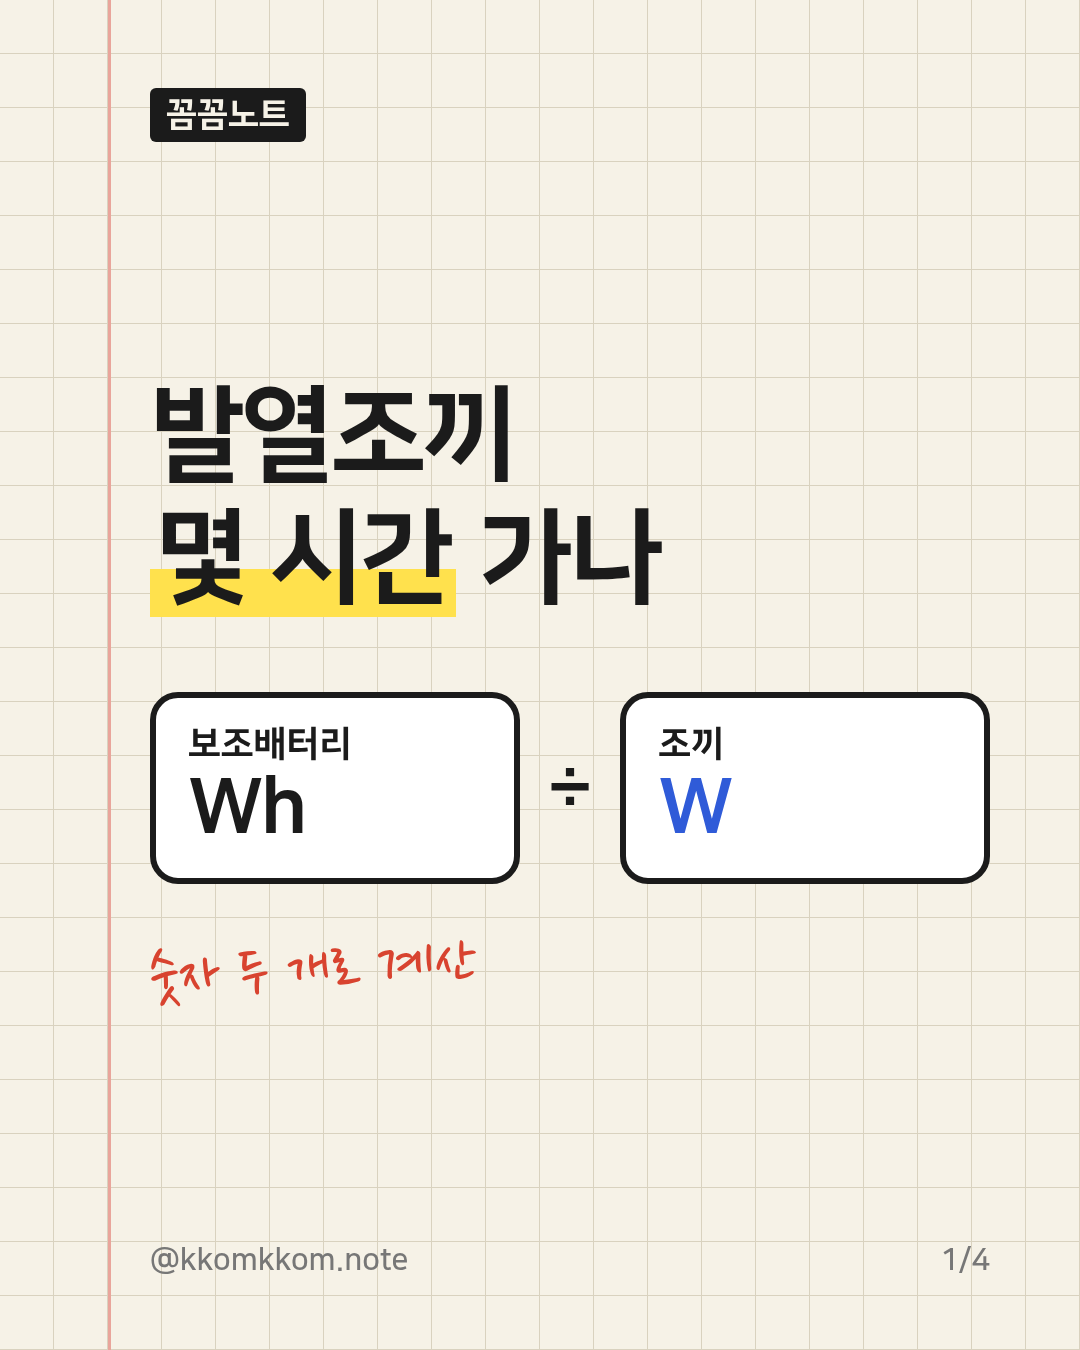 꼼꼼노트
발열조끼
몇 시간 가나
보조배터리
Wh
÷
조끼
W
숫자 두 개로 계산
@kkomkkom.note
1/4